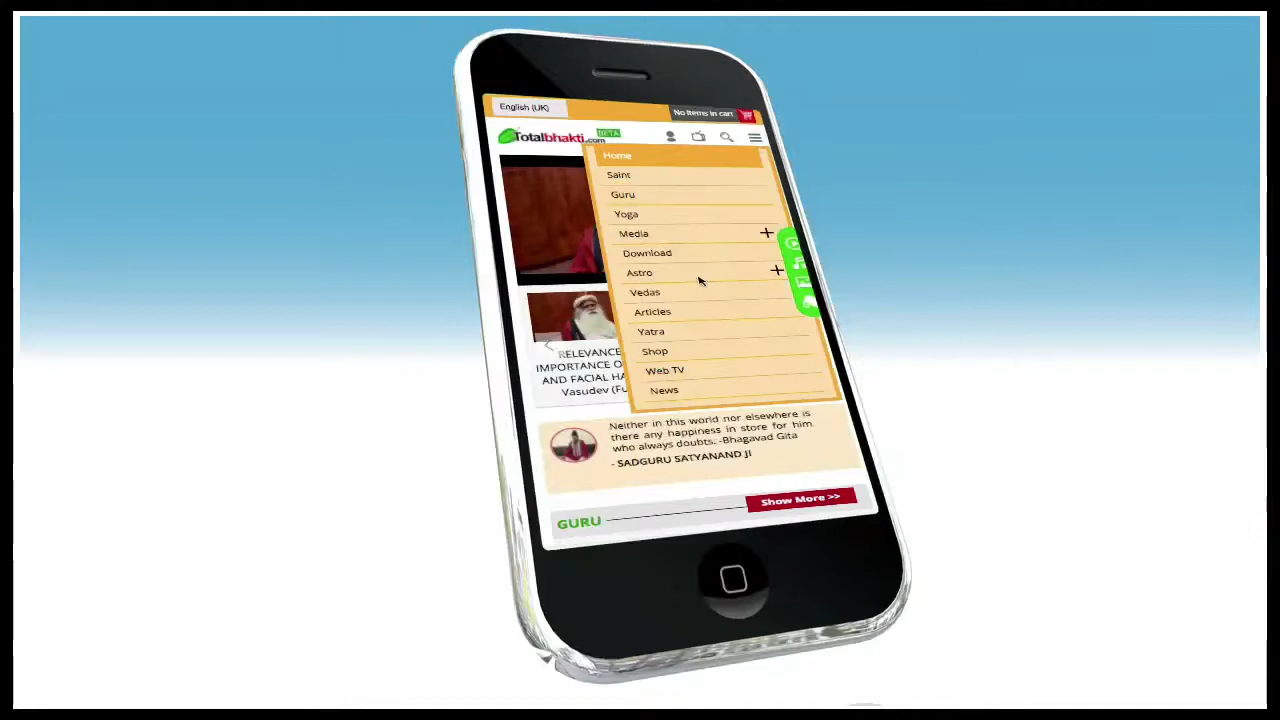 English (UK)
No items in cart
Totalbhakti.com BETA
Home
Saint
Guru
Yoga
Media
Download
Astro
Vedas
Articles
Yatra
Shop
Web TV
News
RELEVANCE
IMPORTANCE O
AND FACIAL HA
Vasudev (Fu
Neither in this world nor elsewhere is
there any happiness in store for him
who always doubts. -Bhagavad Gita
- SADGURU SATYANAND JI
GURU
Show More >>